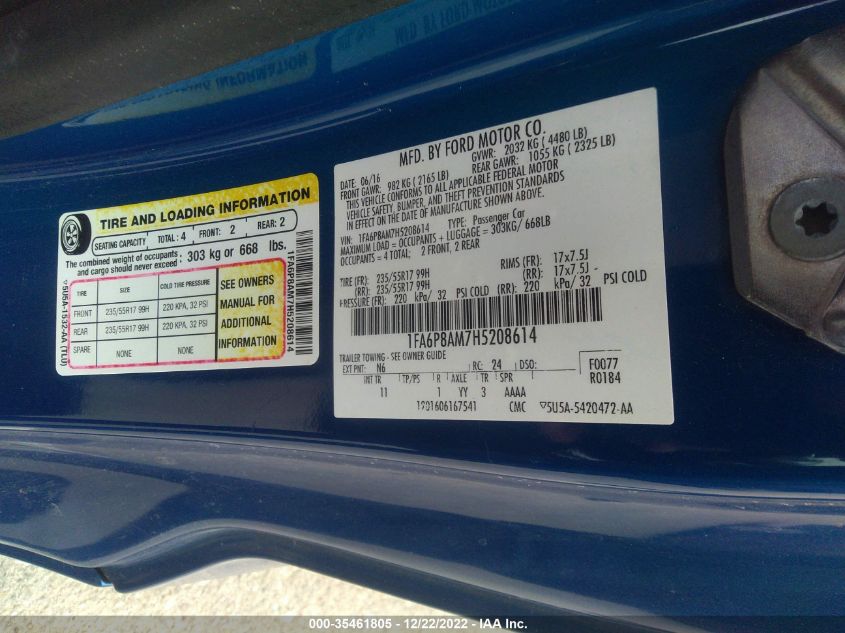 TIRE AND LOADING INFORMATION
SEATING CAPACITY TOTAL : 4 FRONT: 2 REAR: 2
The combined weight of occupants and cargo should never exceed : 303 kg or 668 lbs.
TIRE SIZE COLD TIRE PRESSURE
FRONT 235/55R17 99H 220 KPA, 32 PSI
REAR 235/55R17 99H 220 KPA, 32 PSI
SPARE NONE NONE
SEE OWNERS
MANUAL FOR
ADDITIONAL
INFORMATION
5U5A-1532-AA (TL0)
1FA6P8AM7H5208614
MFD. BY FORD MOTOR CO.
DATE: 06/16 GVWR: 2032 KG ( 4480 LB)
FRONT GAWR: 982 KG ( 2165 LB) REAR GAWR: 1055 KG ( 2325 LB)
THIS VEHICLE CONFORMS TO ALL APPLICABLE FEDERAL MOTOR
VEHICLE SAFETY, BUMPER, AND THEFT PREVENTION STANDARDS
IN EFFECT ON THE DATE OF MANUFACTURE SHOWN ABOVE.
VIN: 1FA6P8AM7H5208614 TYPE: Passenger Car
MAXIMUM LOAD = OCCUPANTS + LUGGAGE = 303KG/ 668LB
OCCUPANTS = 4 TOTAL: 2 FRONT, 2 REAR
TIRE (FR): 235/55R17 99H RIMS (FR): 17x7.5J
(RR): 235/55R17 99H (RR): 17x7.5J
PRESSURE (FR): 220 kPa/ 32 PSI COLD (RR): 220 kPa/ 32 PSI COLD
1FA6P8AM7H5208614
TRAILER TOWING - SEE OWNER GUIDE
EXT PNT: N6 RC: 24 DSO: F0077
R0184
INT TR TP/PS R AXLE TR SPR
11 1 YY 3 AAAA
1901606167541 CMC 5U5A-5420472-AA
000-35461805 - 12/22/2022 - IAA Inc.